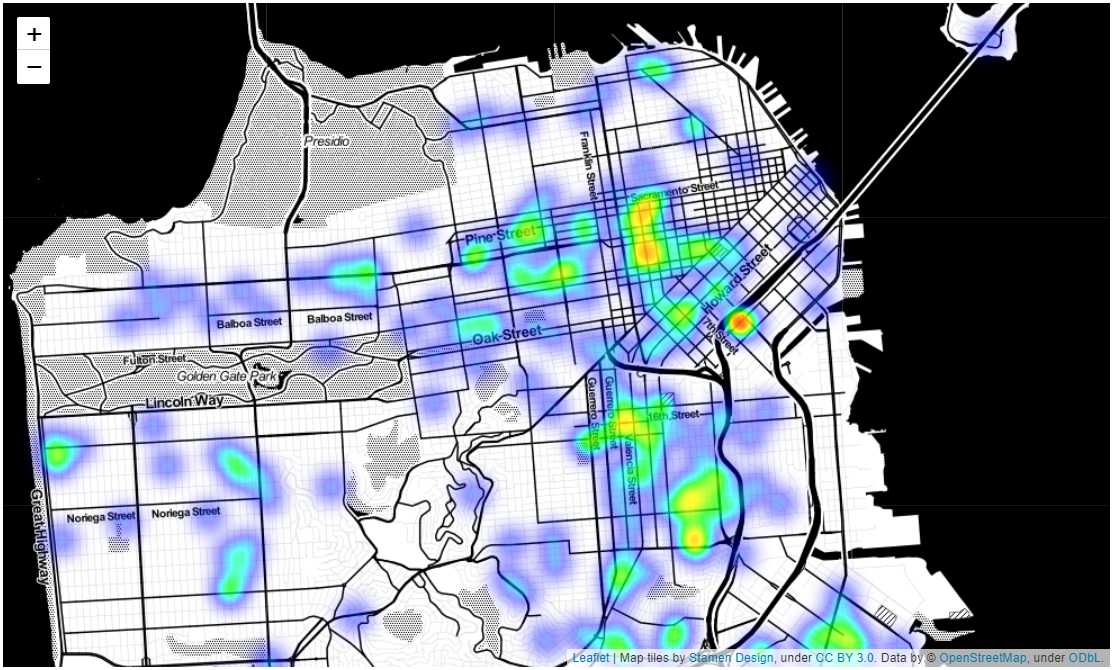 +
−
Presidio
Franklin Street
Sacramento Street
Pine Street
Howard Street
Balboa Street
Balboa Street
7th Street
Oak Street
Fulton Street
Golden Gate Park
Lincoln Way
Guerrero Street
Guerrero Street
16th Street
Valencia Street
Great Highway
Noriega Street
Noriega Street
Leaflet | Map tiles by Stamen Design, under CC BY 3.0. Data by © OpenStreetMap, under ODbL.